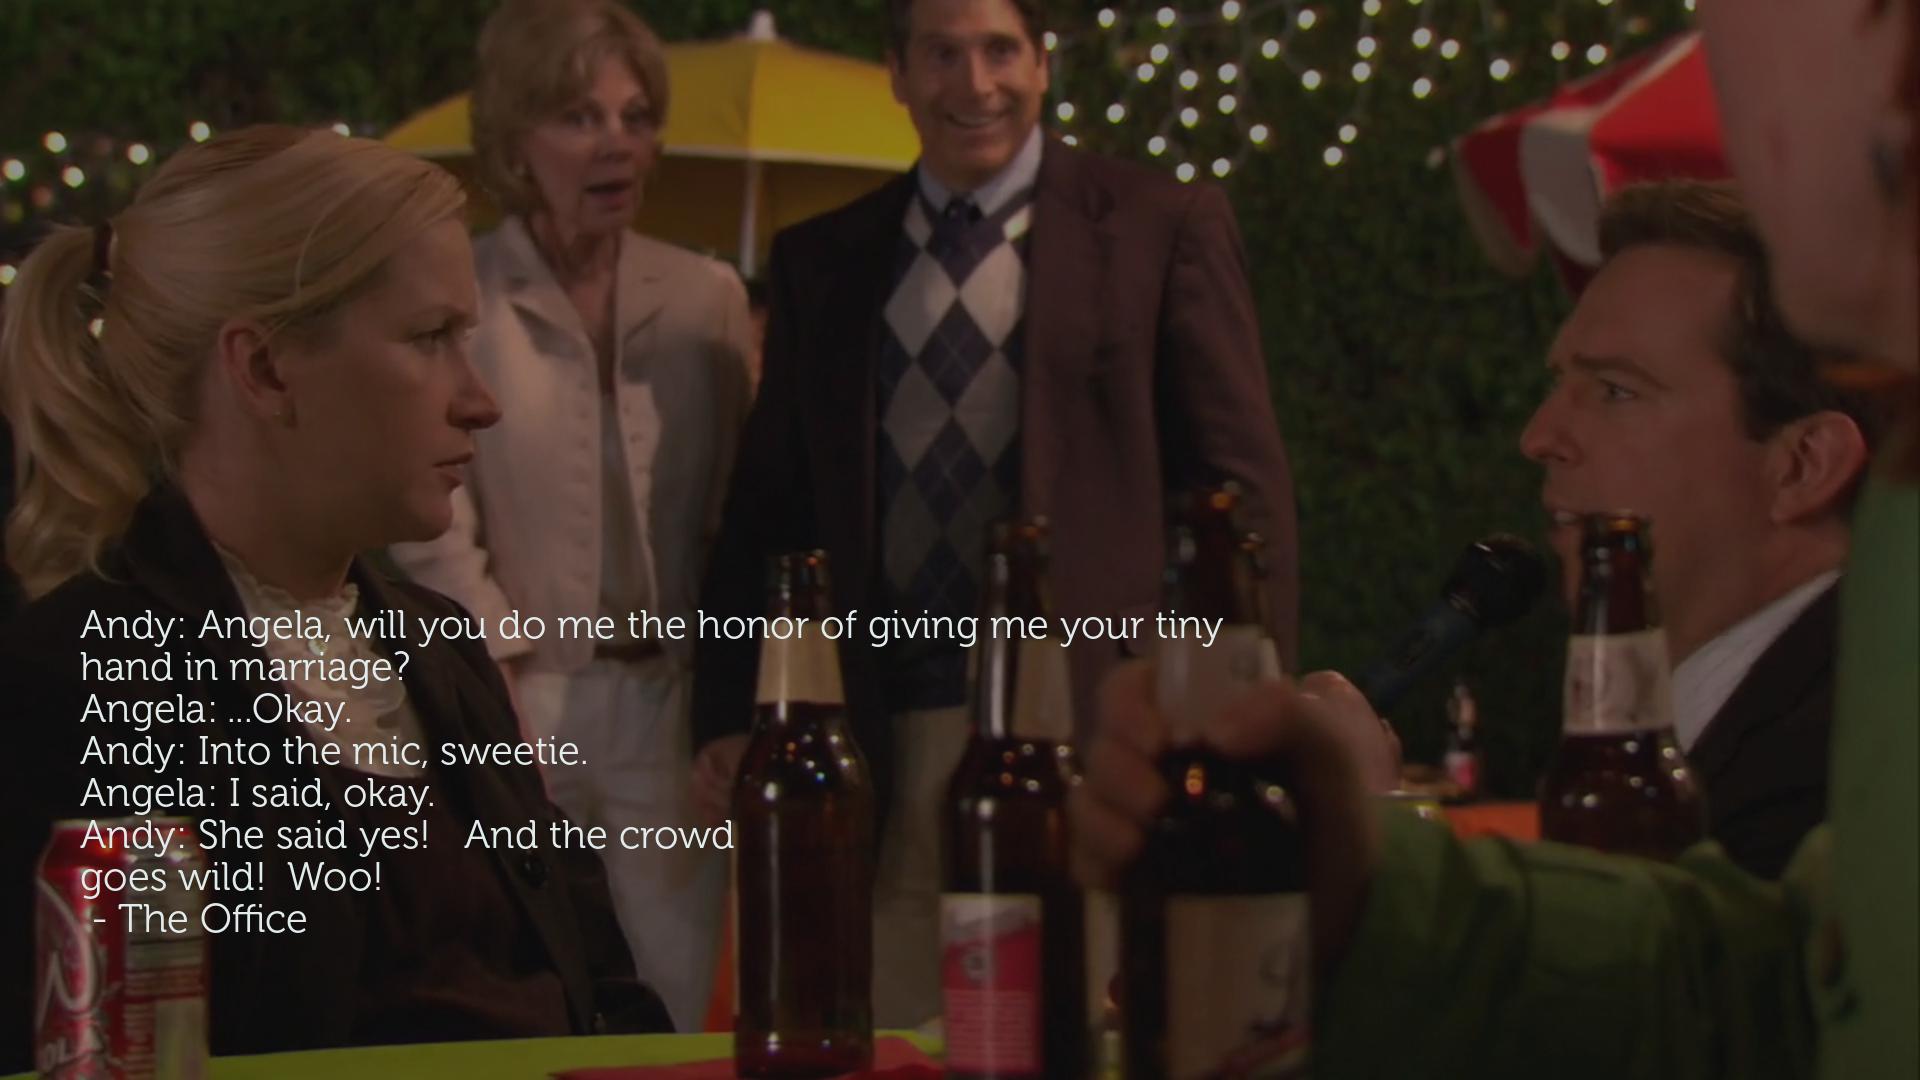 Andy: Angela, will you do me the honor of giving me your tiny
hand in marriage?
Angela: ...Okay.
Andy: Into the mic, sweetie.
Angela: I said, okay.
Andy: She said yes!   And the crowd
goes wild!  Woo!
- The Office